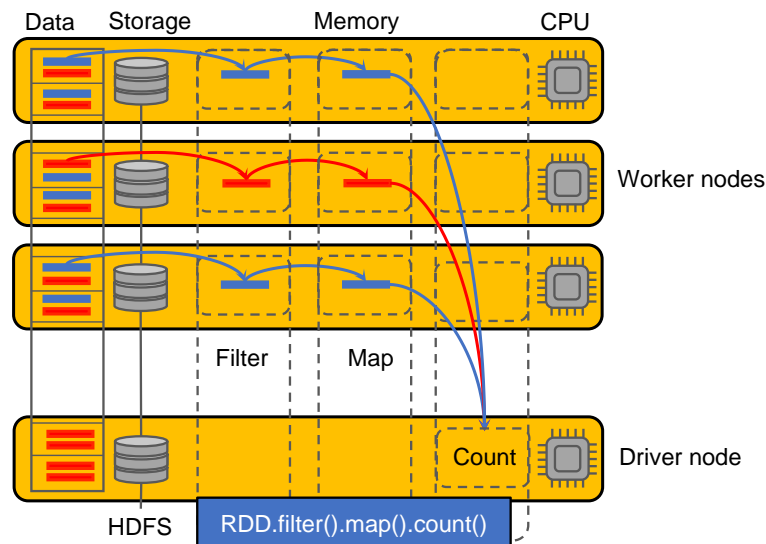 Data Storage Memory CPU
Worker nodes
Filter Map
Count Driver node
HDFS RDD.filter().map().count()